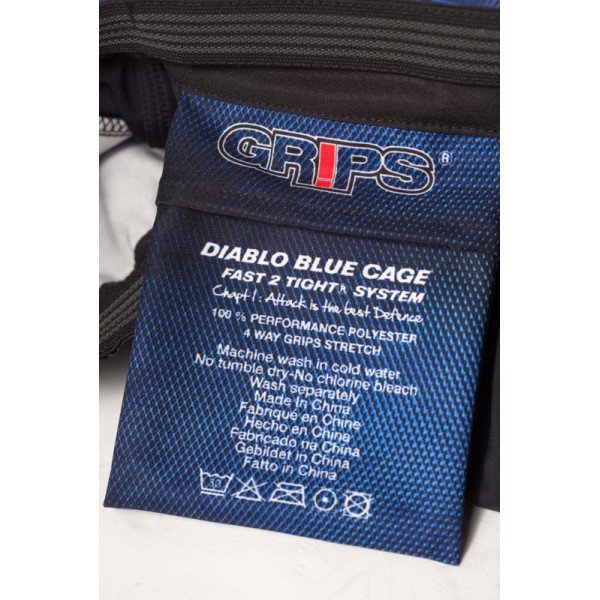 GRIPS®
DIABLO BLUE CAGE
FAST 2 TIGHT® SYSTEM
Chapt 1: Attack is the best Defence
100 % PERFORMANCE POLYESTER
4 WAY GRIPS STRETCH
Machine wash in cold water
No tumble dry-No chlorine bleach
Wash separately
Made In China
Fabriqué en Chine
Hecho en China
Fabricado na China
Gebildet in China
Fatto in China
30